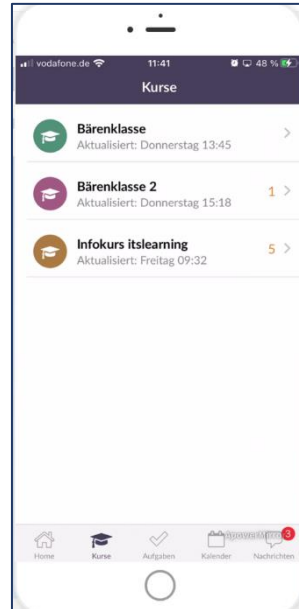 vodafone.de 11:41 48 %
Kurse
Bärenklasse
Aktualisiert: Donnerstag 13:45
Bärenklasse 2
Aktualisiert: Donnerstag 15:18
1
Infokurs itslearning
Aktualisiert: Freitag 09:32
5
ApowerMirror
3
Home Kurse Aufgaben Kalender Nachrichten